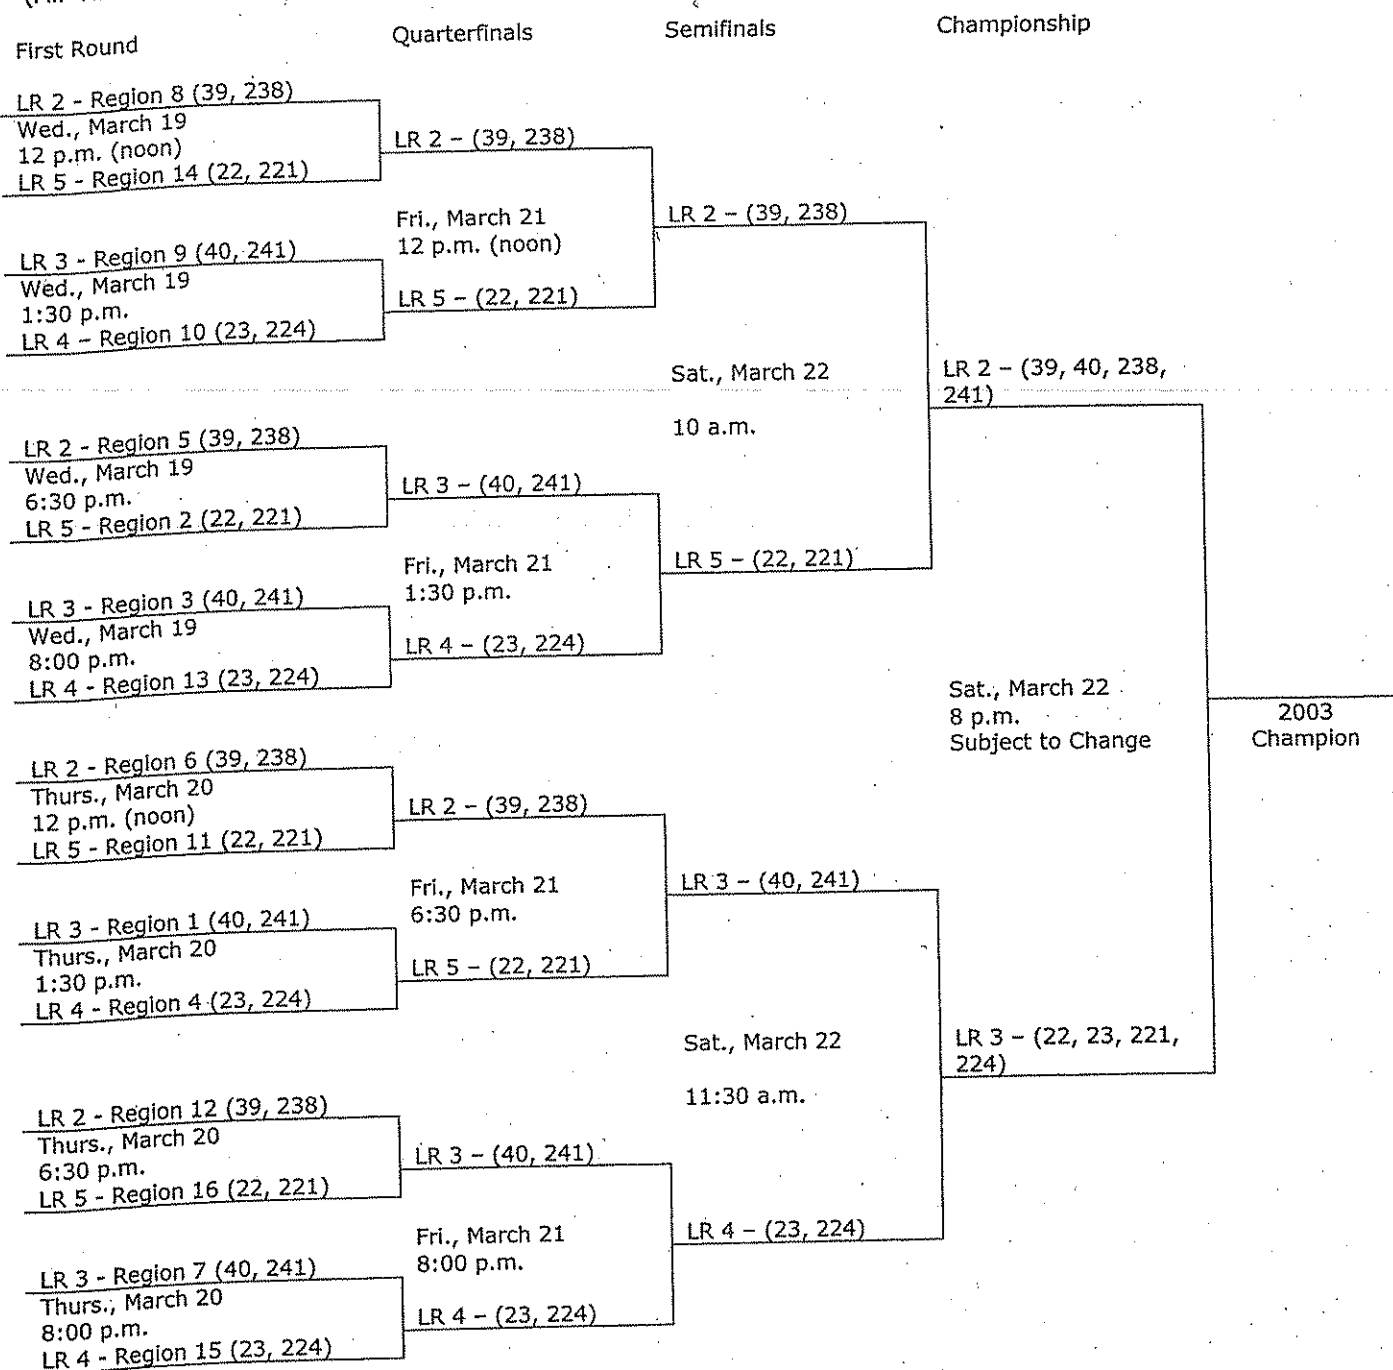 First Round
Quarterfinals
Semifinals
Championship
LR 2 - Region 8 (39, 238)
Wed., March 19
12 p.m. (noon)
LR 5 - Region 14 (22, 221)
LR 3 - Region 9 (40, 241)
Wed., March 19
1:30 p.m.
LR 4 – Region 10 (23, 224)
LR 2 - Region 5 (39, 238)
Wed., March 19
6:30 p.m.
LR 5 - Region 2 (22, 221)
LR 3 - Region 3 (40, 241)
Wed., March 19
8:00 p.m.
LR 4 - Region 13 (23, 224)
LR 2 - Region 6 (39, 238)
Thurs., March 20
12 p.m. (noon)
LR 5 - Region 11 (22, 221)
LR 3 - Region 1 (40, 241)
Thurs., March 20
1:30 p.m.
LR 4 - Region 4 (23, 224)
LR 2 - Region 12 (39, 238)
Thurs., March 20
6:30 p.m.
LR 5 - Region 16 (22, 221)
LR 3 - Region 7 (40, 241)
Thurs., March 20
8:00 p.m.
LR 4 - Region 15 (23, 224)
LR 2 – (39, 238)
Fri., March 21
12 p.m. (noon)
LR 5 – (22, 221)
LR 3 – (40, 241)
Fri., March 21
1:30 p.m.
LR 4 – (23, 224)
LR 2 – (39, 238)
Fri., March 21
6:30 p.m.
LR 5 – (22, 221)
LR 3 – (40, 241)
Fri., March 21
8:00 p.m.
LR 4 – (23, 224)
LR 2 – (39, 238)
Sat., March 22
10 a.m.
LR 5 – (22, 221)
LR 3 – (40, 241)
Sat., March 22
11:30 a.m.
LR 4 – (23, 224)
LR 2 – (39, 40, 238,
241)
Sat., March 22
8 p.m.
Subject to Change
LR 3 – (22, 23, 221,
224)
2003
Champion